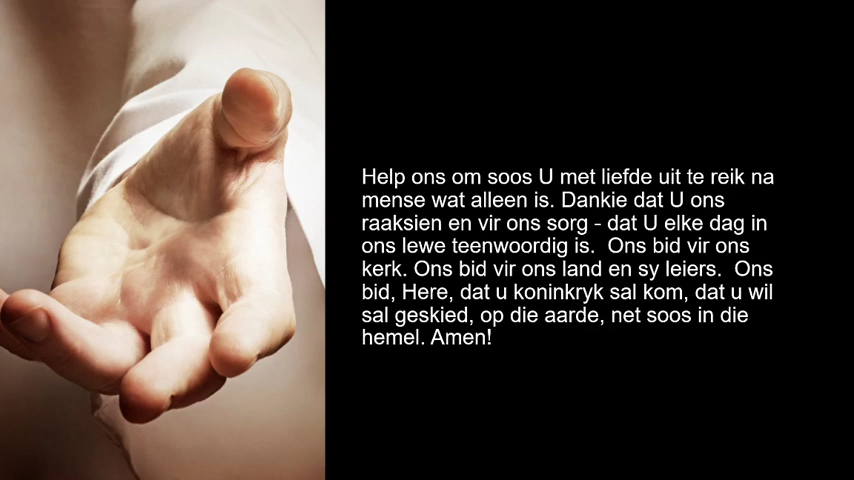 Help ons om soos U met liefde uit te reik na
mense wat alleen is. Dankie dat U ons
raaksien en vir ons sorg - dat U elke dag in
ons lewe teenwoordig is.  Ons bid vir ons
kerk. Ons bid vir ons land en sy leiers.  Ons
bid, Here, dat u koninkryk sal kom, dat u wil
sal geskied, op die aarde, net soos in die
hemel. Amen!